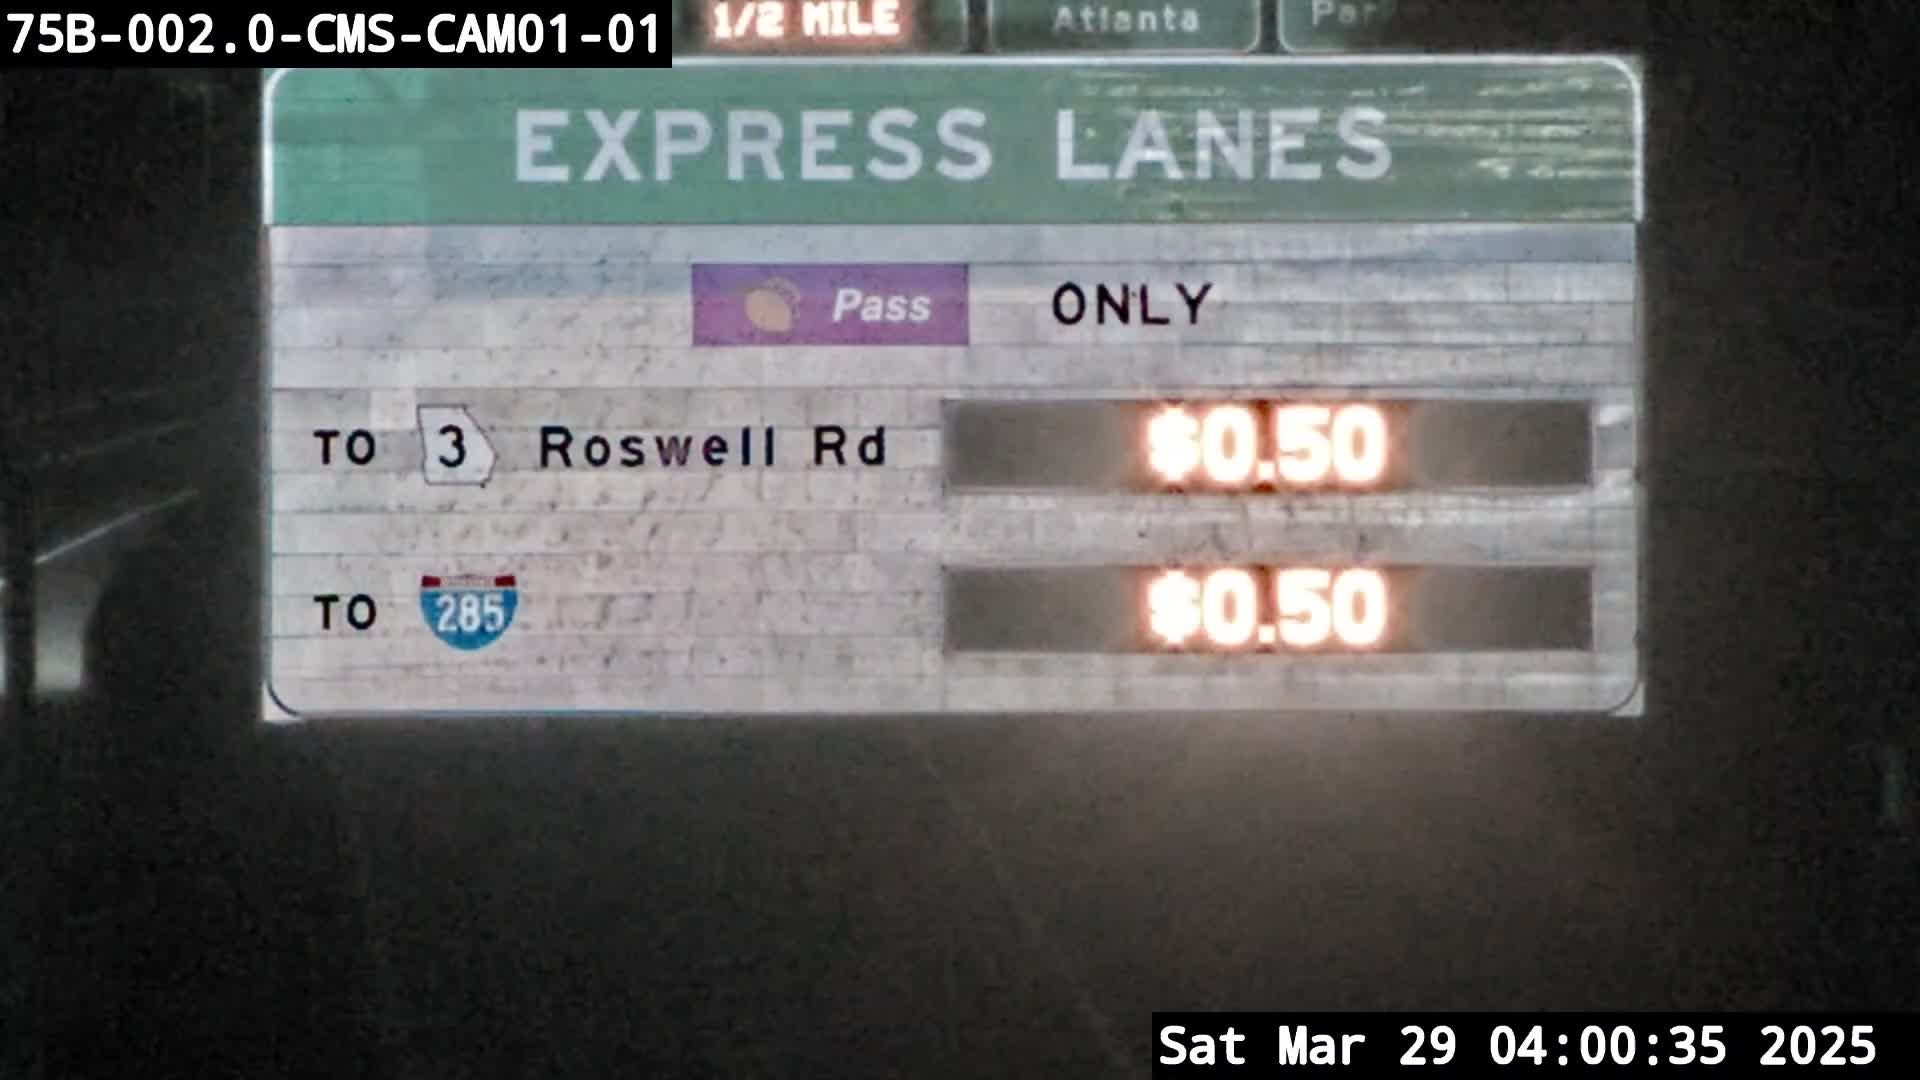 75B-002.0-CMS-CAM01-01
1/2 MILE
Atlanta
EXPRESS LANES
Pass ONLY
TO 3 Roswell Rd $0.50
TO 285 $0.50
Sat Mar 29 04:00:35 2025